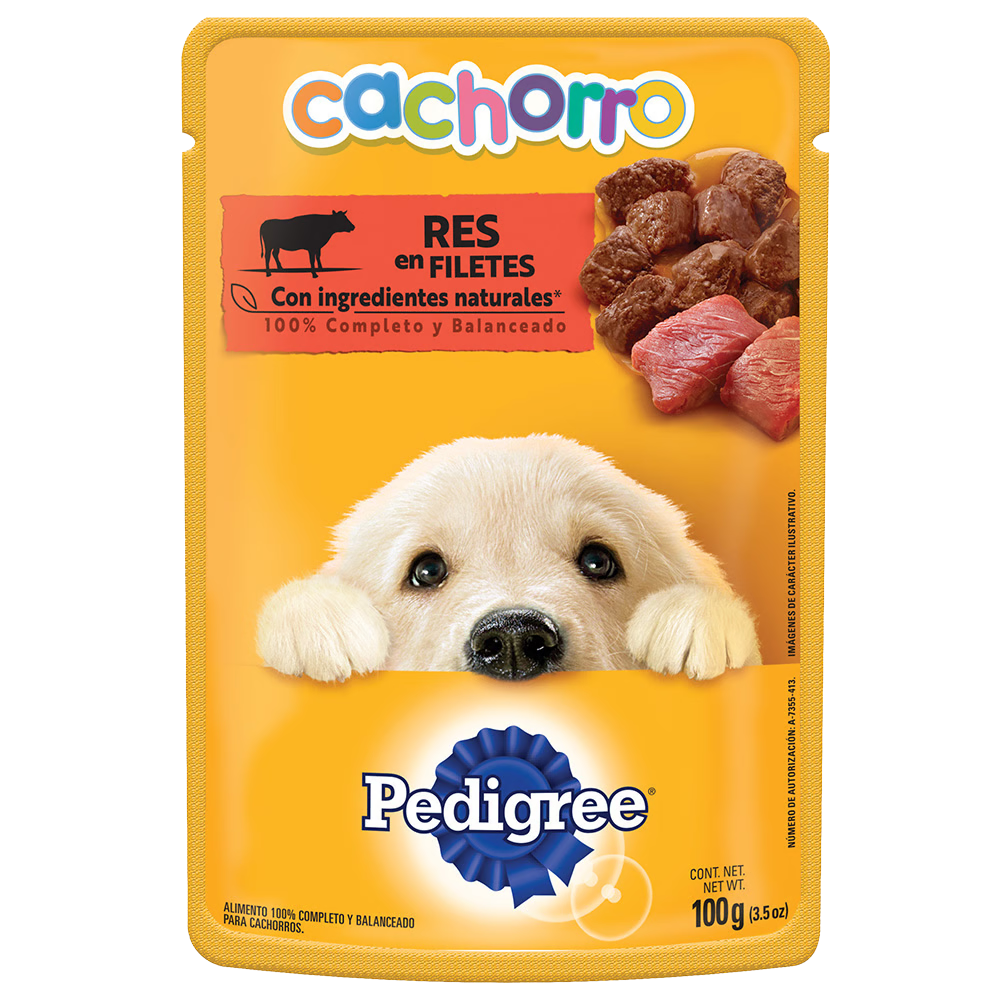 cachorro
RES
en FILETES
Con ingredientes naturales*
100% Completo y Balanceado
IMÁGENES DE CARÁCTER ILUSTRATIVO.
NÚMERO DE AUTORIZACIÓN: A-7355-413.
Pedigree®
CONT. NET.
NET WT.
100g (3.5 oz)
ALIMENTO 100% COMPLETO Y BALANCEADO
PARA CACHORROS.